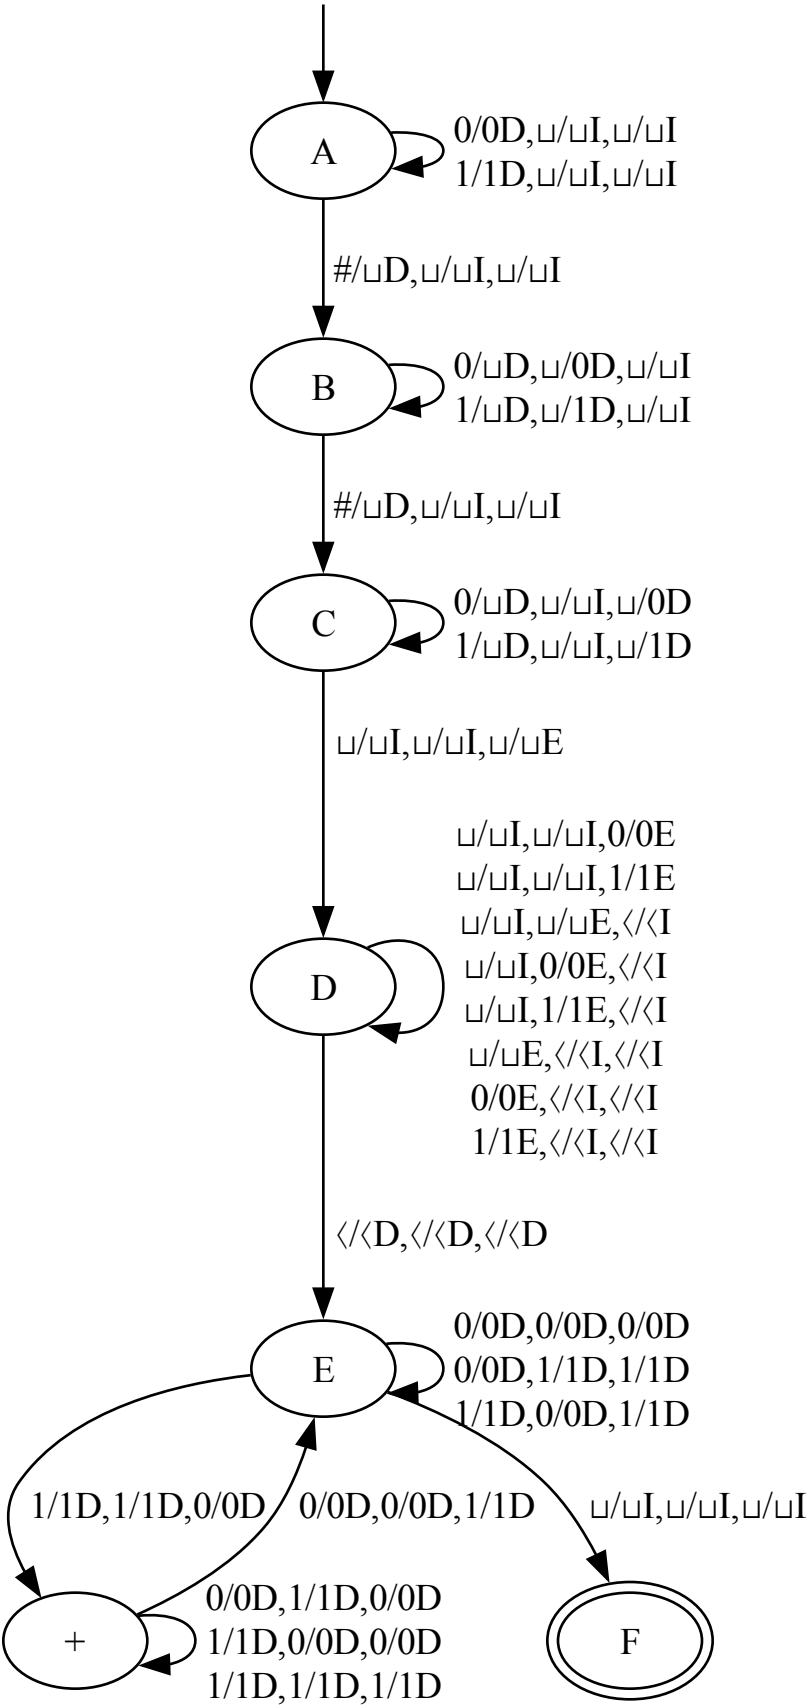 A
0/0D,⊔/⊔I,⊔/⊔I
1/1D,⊔/⊔I,⊔/⊔I
#/⊔D,⊔/⊔I,⊔/⊔I
B
0/⊔D,⊔/0D,⊔/⊔I
1/⊔D,⊔/1D,⊔/⊔I
#/⊔D,⊔/⊔I,⊔/⊔I
C
0/⊔D,⊔/⊔I,⊔/0D
1/⊔D,⊔/⊔I,⊔/1D
⊔/⊔I,⊔/⊔I,⊔/⊔E
D
⊔/⊔I,⊔/⊔I,0/0E
⊔/⊔I,⊔/⊔I,1/1E
⊔/⊔I,⊔/⊔E,〈/〈I
⊔/⊔I,0/0E,〈/〈I
⊔/⊔I,1/1E,〈/〈I
⊔/⊔E,〈/〈I,〈/〈I
0/0E,〈/〈I,〈/〈I
1/1E,〈/〈I,〈/〈I
〈/〈D,〈/〈D,〈/〈D
E
0/0D,0/0D,0/0D
0/0D,1/1D,1/1D
1/1D,0/0D,1/1D
1/1D,1/1D,0/0D
0/0D,0/0D,1/1D
⊔/⊔I,⊔/⊔I,⊔/⊔I
+
0/0D,1/1D,0/0D
1/1D,0/0D,0/0D
1/1D,1/1D,1/1D
F